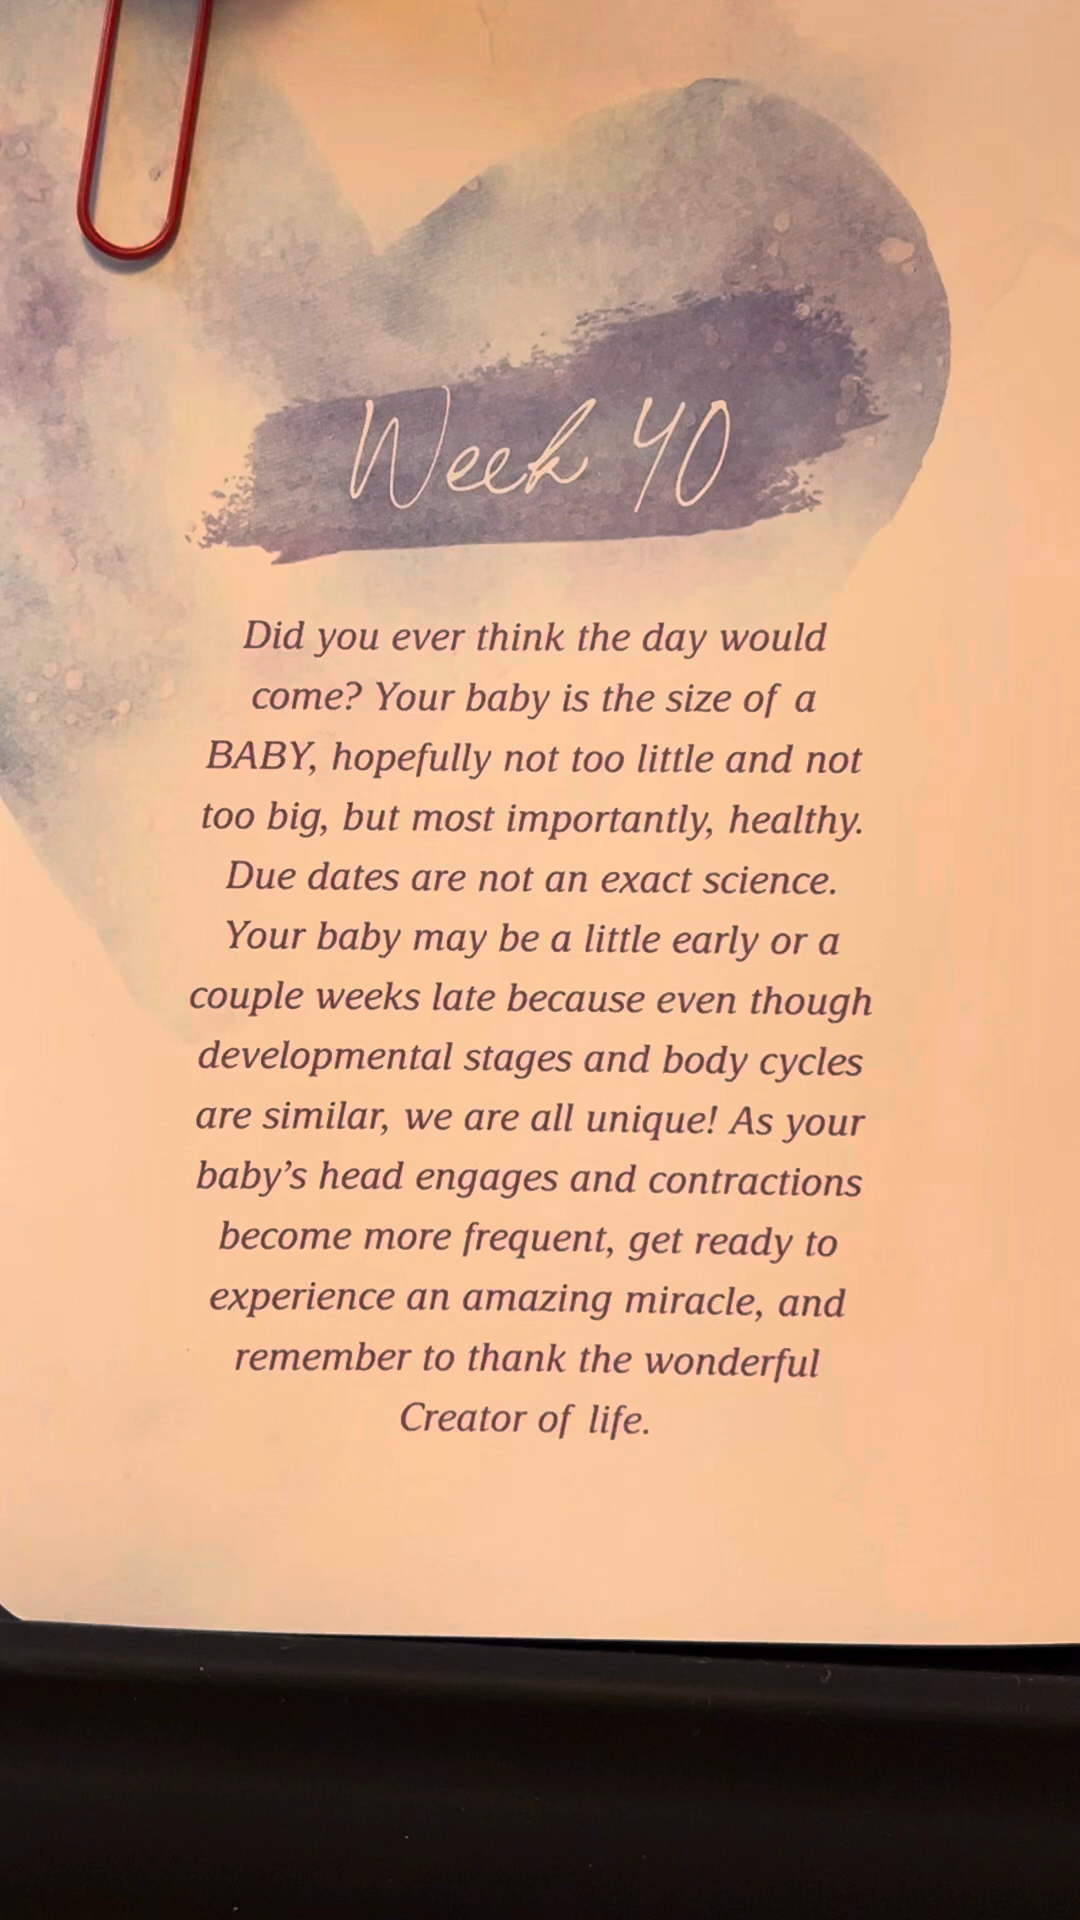 Week 40
Did you ever think the day would
come? Your baby is the size of a
BABY, hopefully not too little and not
too big, but most importantly, healthy.
Due dates are not an exact science.
Your baby may be a little early or a
couple weeks late because even though
developmental stages and body cycles
are similar, we are all unique! As your
baby’s head engages and contractions
become more frequent, get ready to
experience an amazing miracle, and
remember to thank the wonderful
Creator of life.